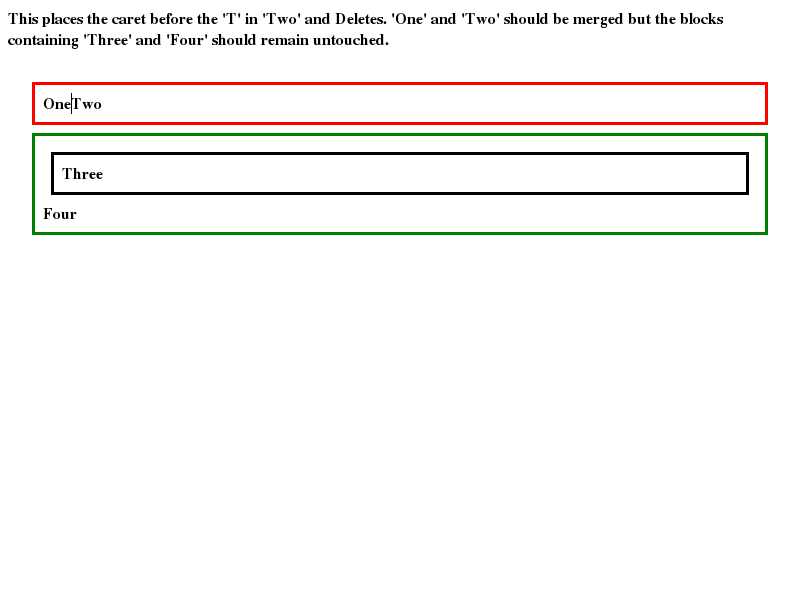 This places the caret before the 'T' in 'Two' and Deletes. 'One' and 'Two' should be merged but the blocks
containing 'Three' and 'Four' should remain untouched.
OneTwo
Three
Four